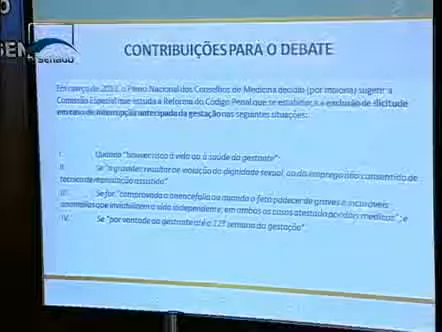 TV Senado
CONTRIBUIÇÕES PARA O DEBATE
Em março de 2013, o Pleno Nacional dos Conselhos de Medicina decidiu (por maioria) sugerir a
Comissão Especial que estuda a Reforma do Código Penal que se estabeleça a exclusão de ilicitude
em caso de interrupção antecipada da gestação nas seguintes situações:
I. Quando "houver risco à vida ou à saúde da gestante"
II. Se "a gravidez resultar de violação da dignidade sexual, ou do emprego não consentido de
técnica de reprodução assistida"
III. Se for "comprovada a anencefalia ou quando o feto padecer de graves e incuráveis
anomalias que inviabilizem a vida independente, em ambos os casos atestado por dois médicos"; e
IV. Se "por vontade da gestante até a 12ª semana da gestação"